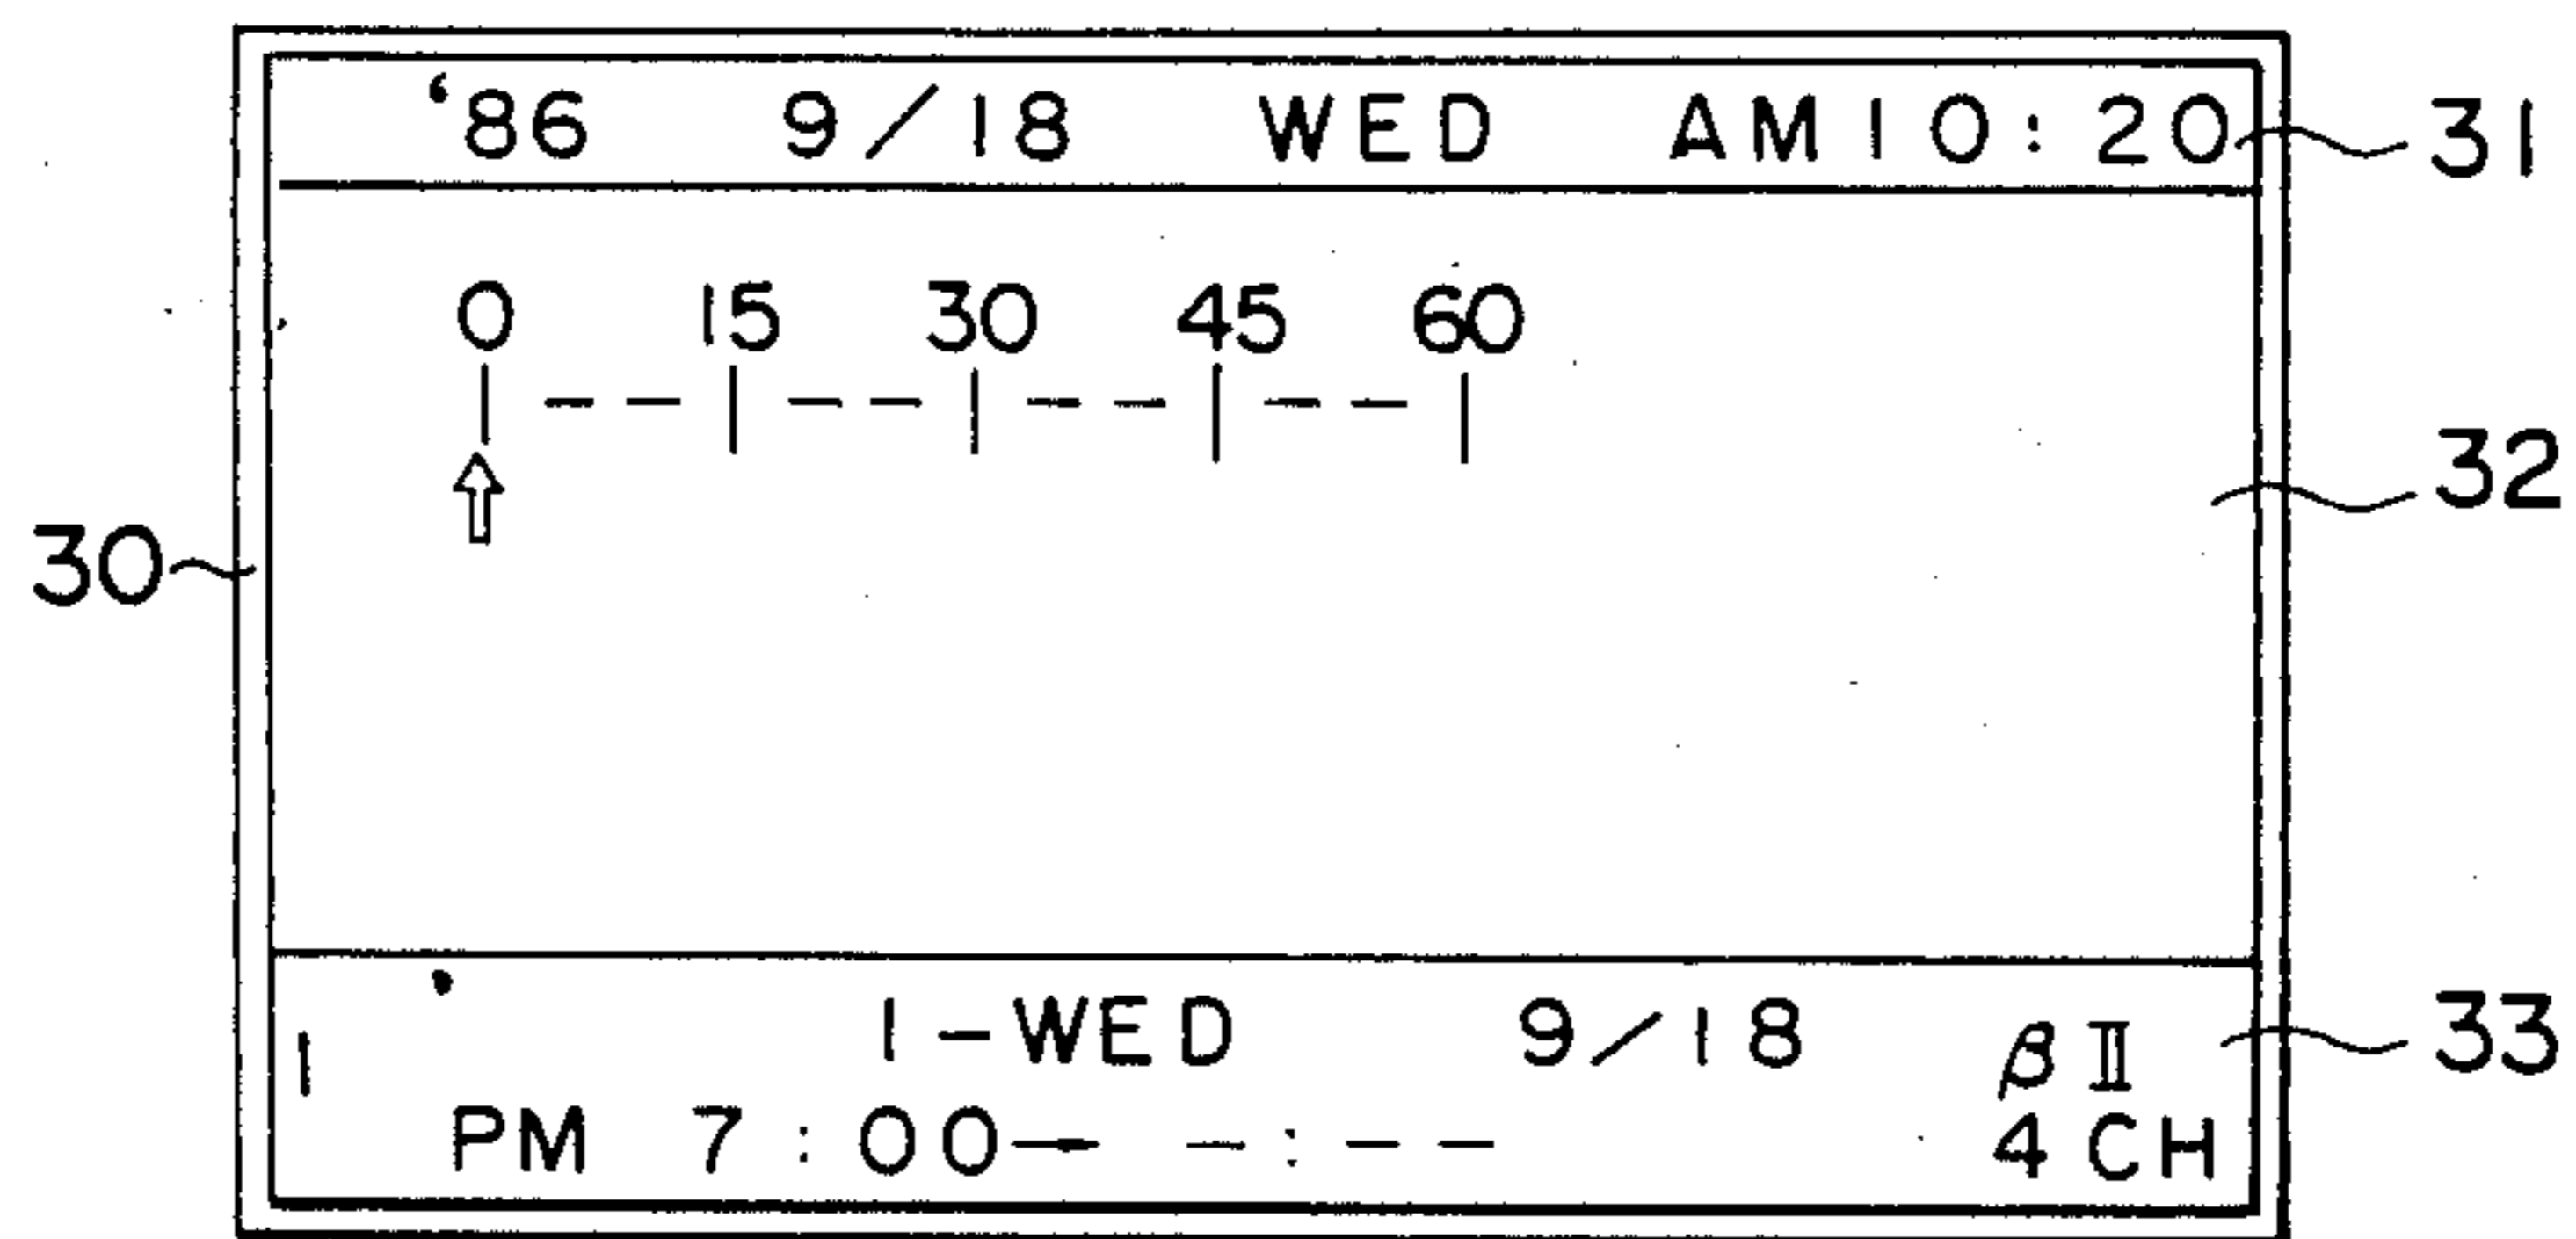 ‘86 9/18 WED AM10:20 31
0 15 30 45 60
32
30
1-WED 9/18 βⅡ 33
1
PM 7:00→ -:-- 4CH